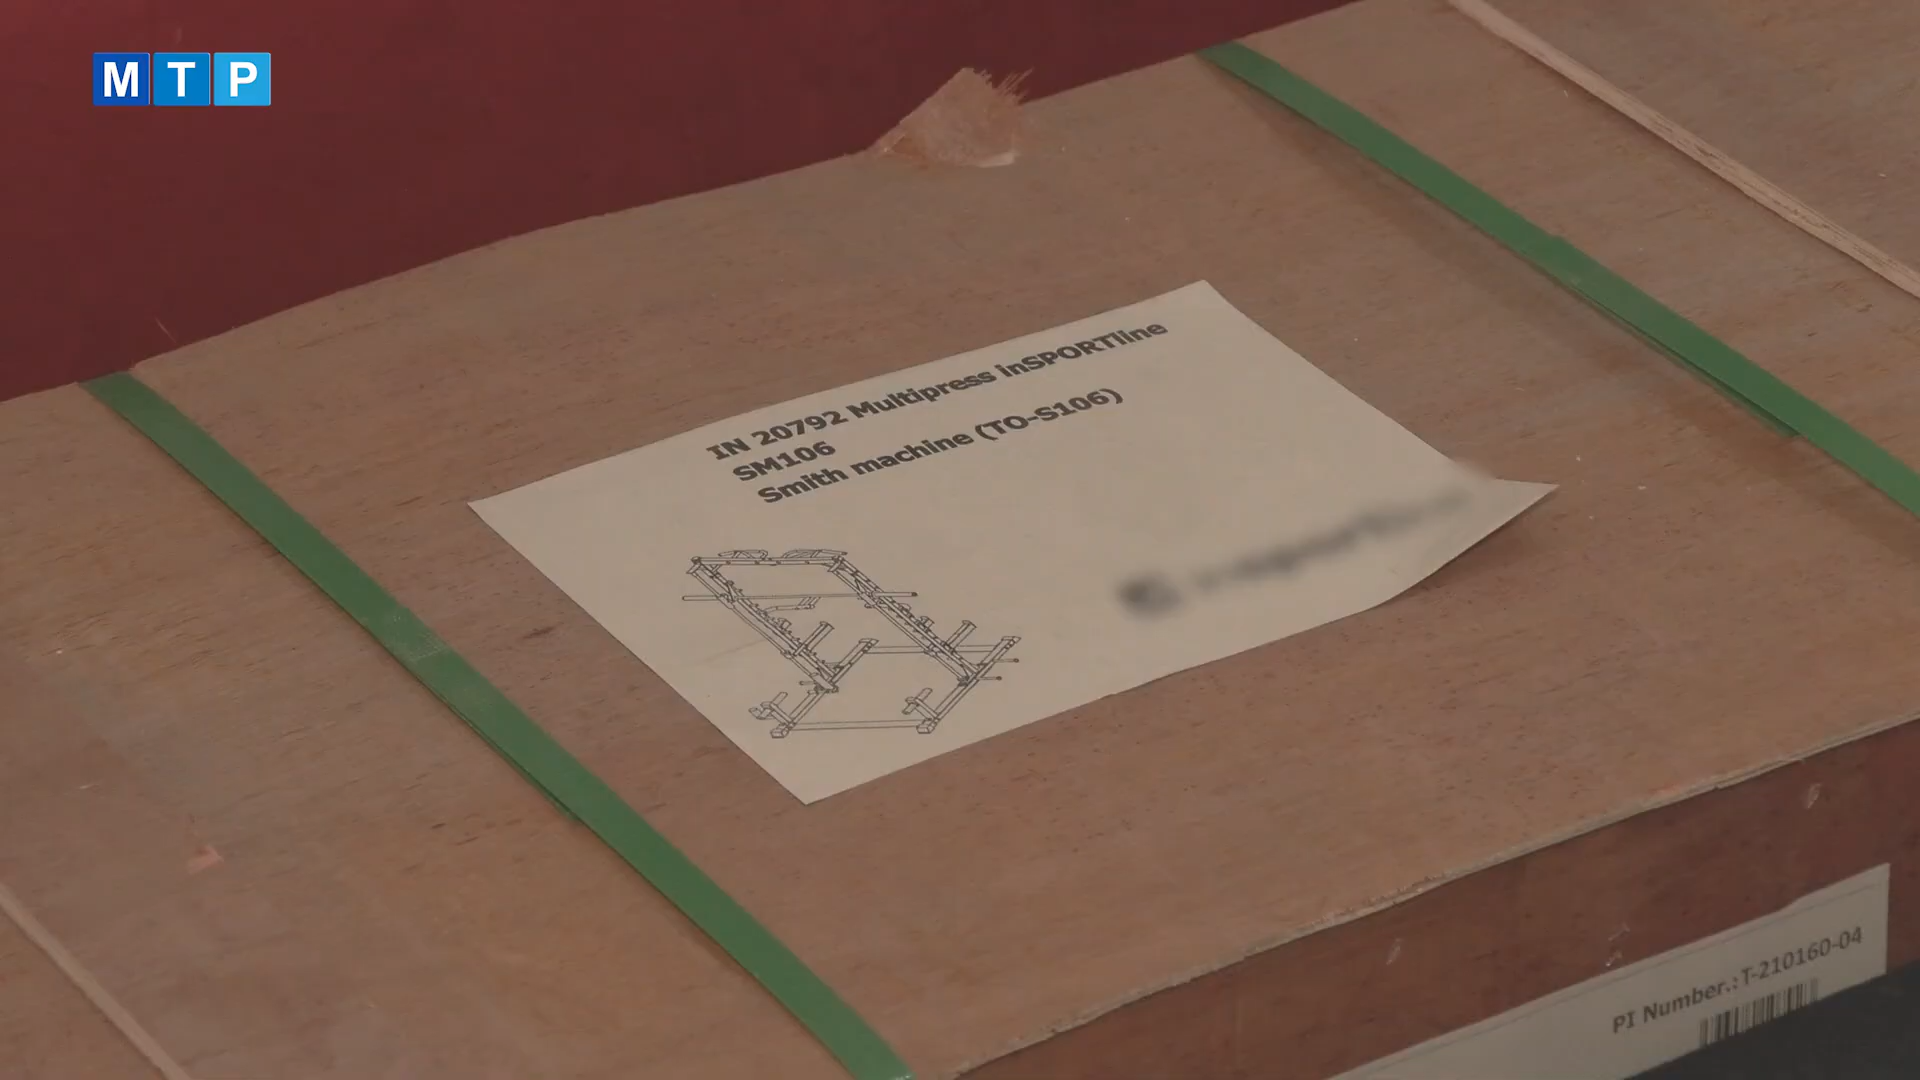 MTP
IN 20792 Multipress inSPORTline
SM106
Smith machine (TO-S106)
PI Number.:T-210160-04